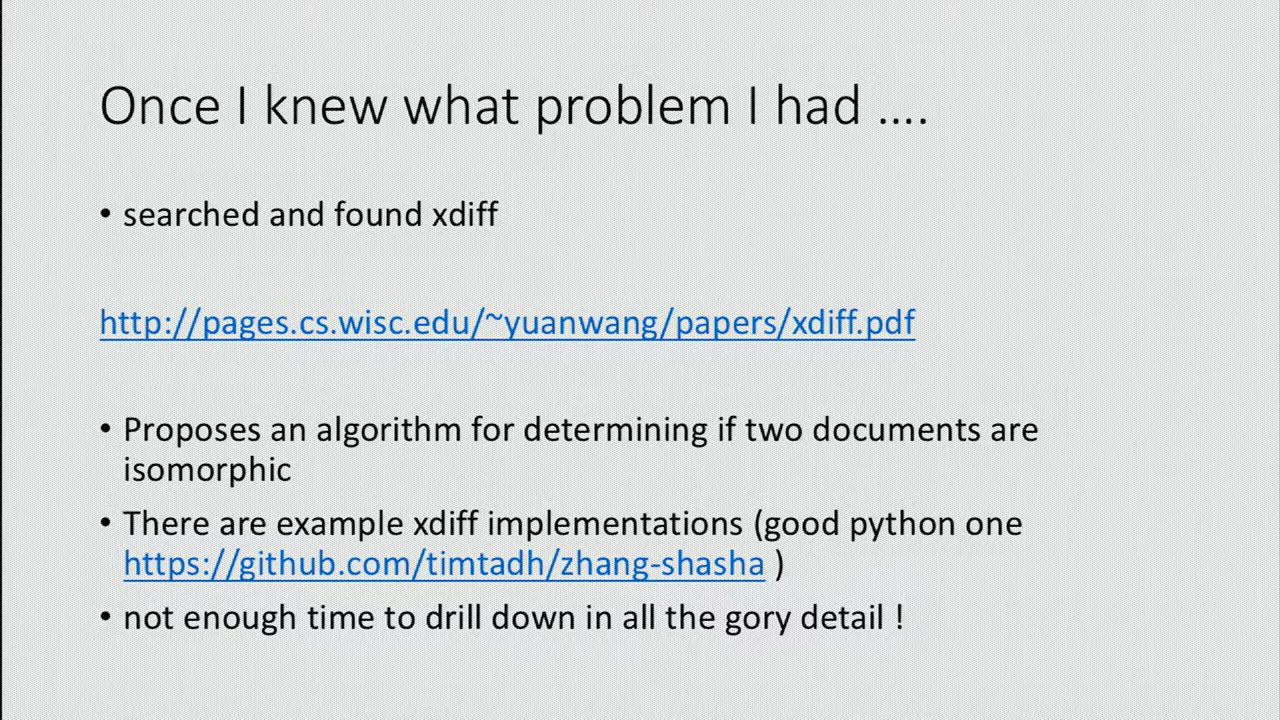 Once I knew what problem I had ....
• searched and found xdiff
http://pages.cs.wisc.edu/~yuanwang/papers/xdiff.pdf
• Proposes an algorithm for determining if two documents are
isomorphic
• There are example xdiff implementations (good python one
https://github.com/timtadh/zhang-shasha )
• not enough time to drill down in all the gory detail !